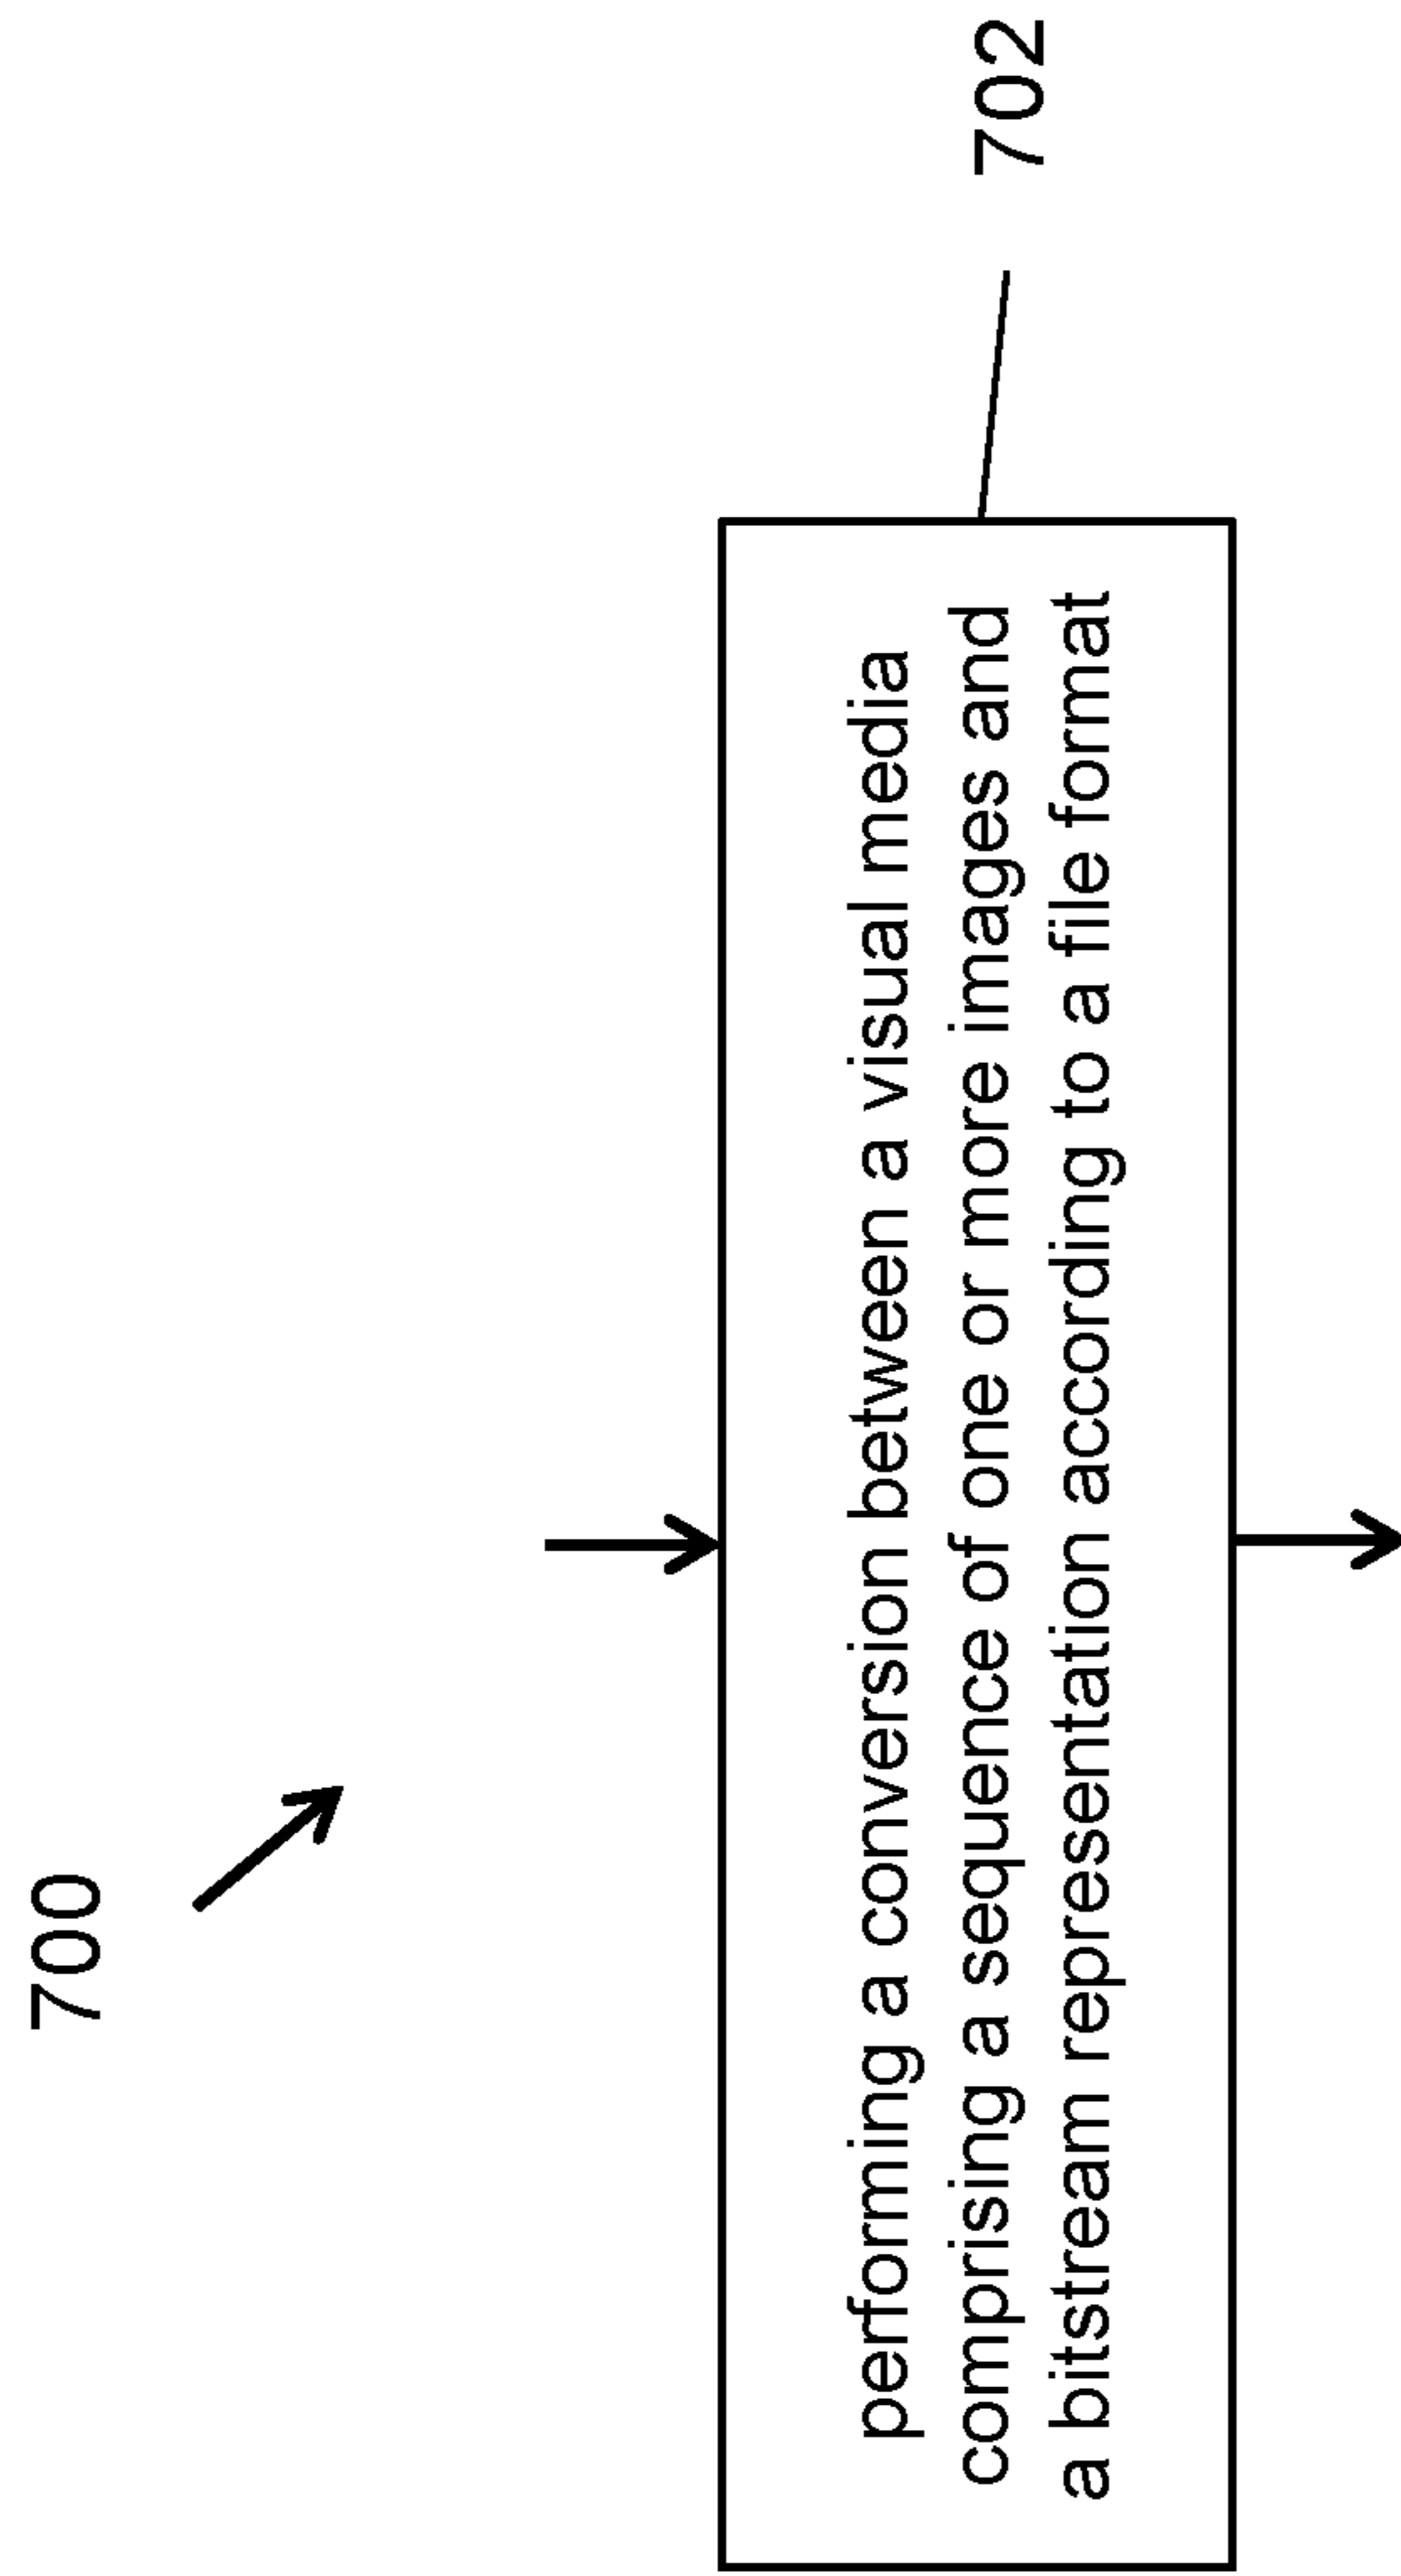 700
performing a conversion between a visual media
comprising a sequence of one or more images and
a bitstream representation according to a file format
702